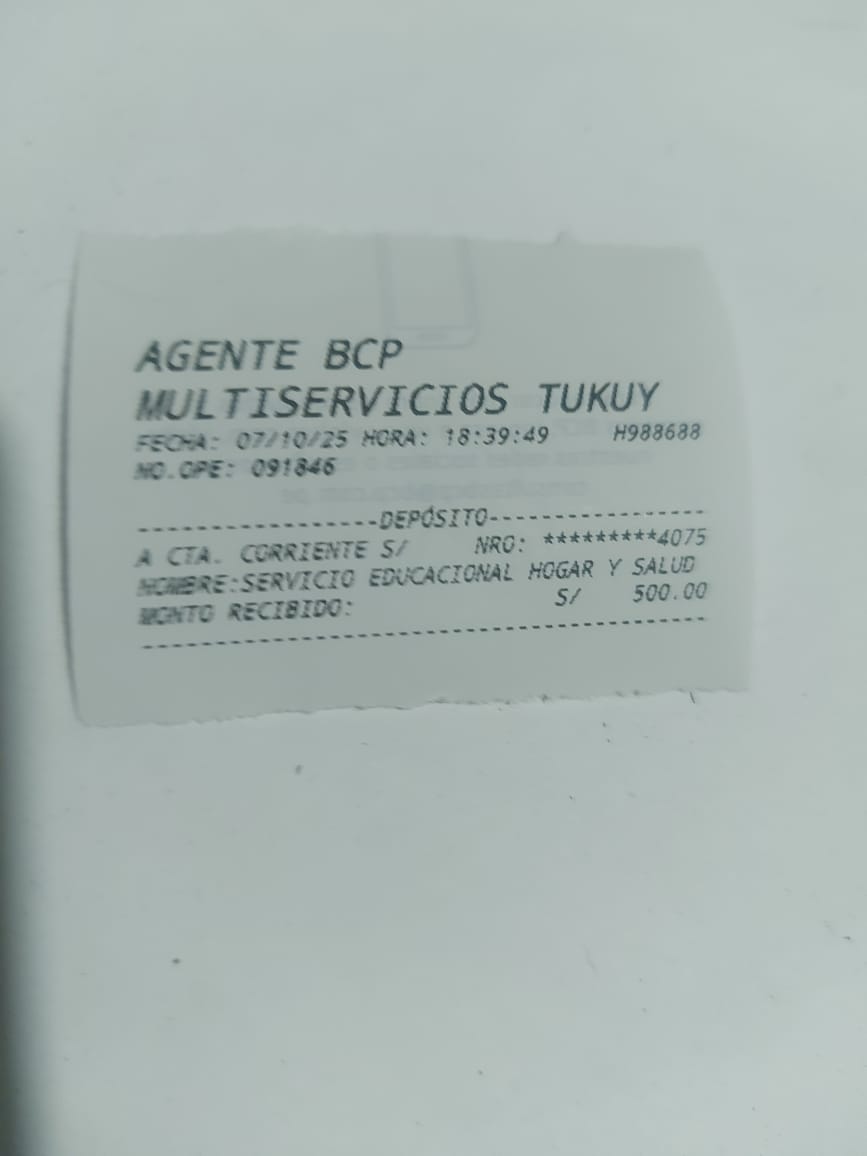 AGENTE BCP
MULTISERVICIOS TUKUY
FECHA: 07/10/25 HORA: 18:39:49 H988688
NO.OPE: 091846
-----------------DEPÓSITO----------------
A CTA. CORRIENTE S/ NRO: *********4075
NOMBRE:SERVICIO EDUCACIONAL HOGAR Y SALUD
MONTO RECIBIDO: S/ 500.00
-----------------------------------------